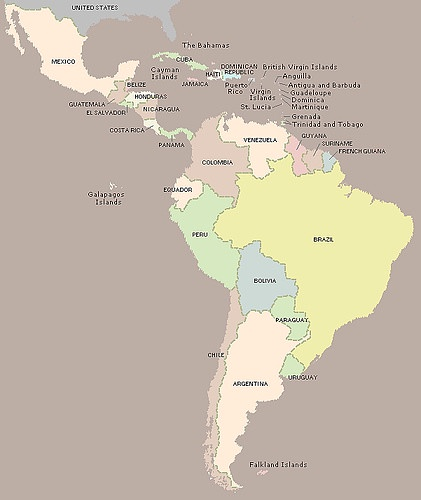 UNITED STATES
The Bahamas
MEXICO
CUBA
Cayman
Islands
HAITI
DOMINICAN
REPUBLIC
British Virgin Islands
Anguilla
BELIZE
JAMAICA
Puerto
Rico
Virgin
Islands
Antigua and Barbuda
Guadeloupe
Dominica
HONDURAS
GUATEMALA
St. Lucia
Martinique
EL SALVADOR
NICARAGUA
Grenada
Trinidad and Tobago
COSTA RICA
PANAMA
VENEZUELA
GUYANA
SURINAME
FRENCH GUIANA
COLOMBIA
Galapagos
Islands
ECUADOR
PERU
BRAZIL
BOLIVIA
PARAGUAY
CHILE
ARGENTINA
URUGUAY
Falkland Islands